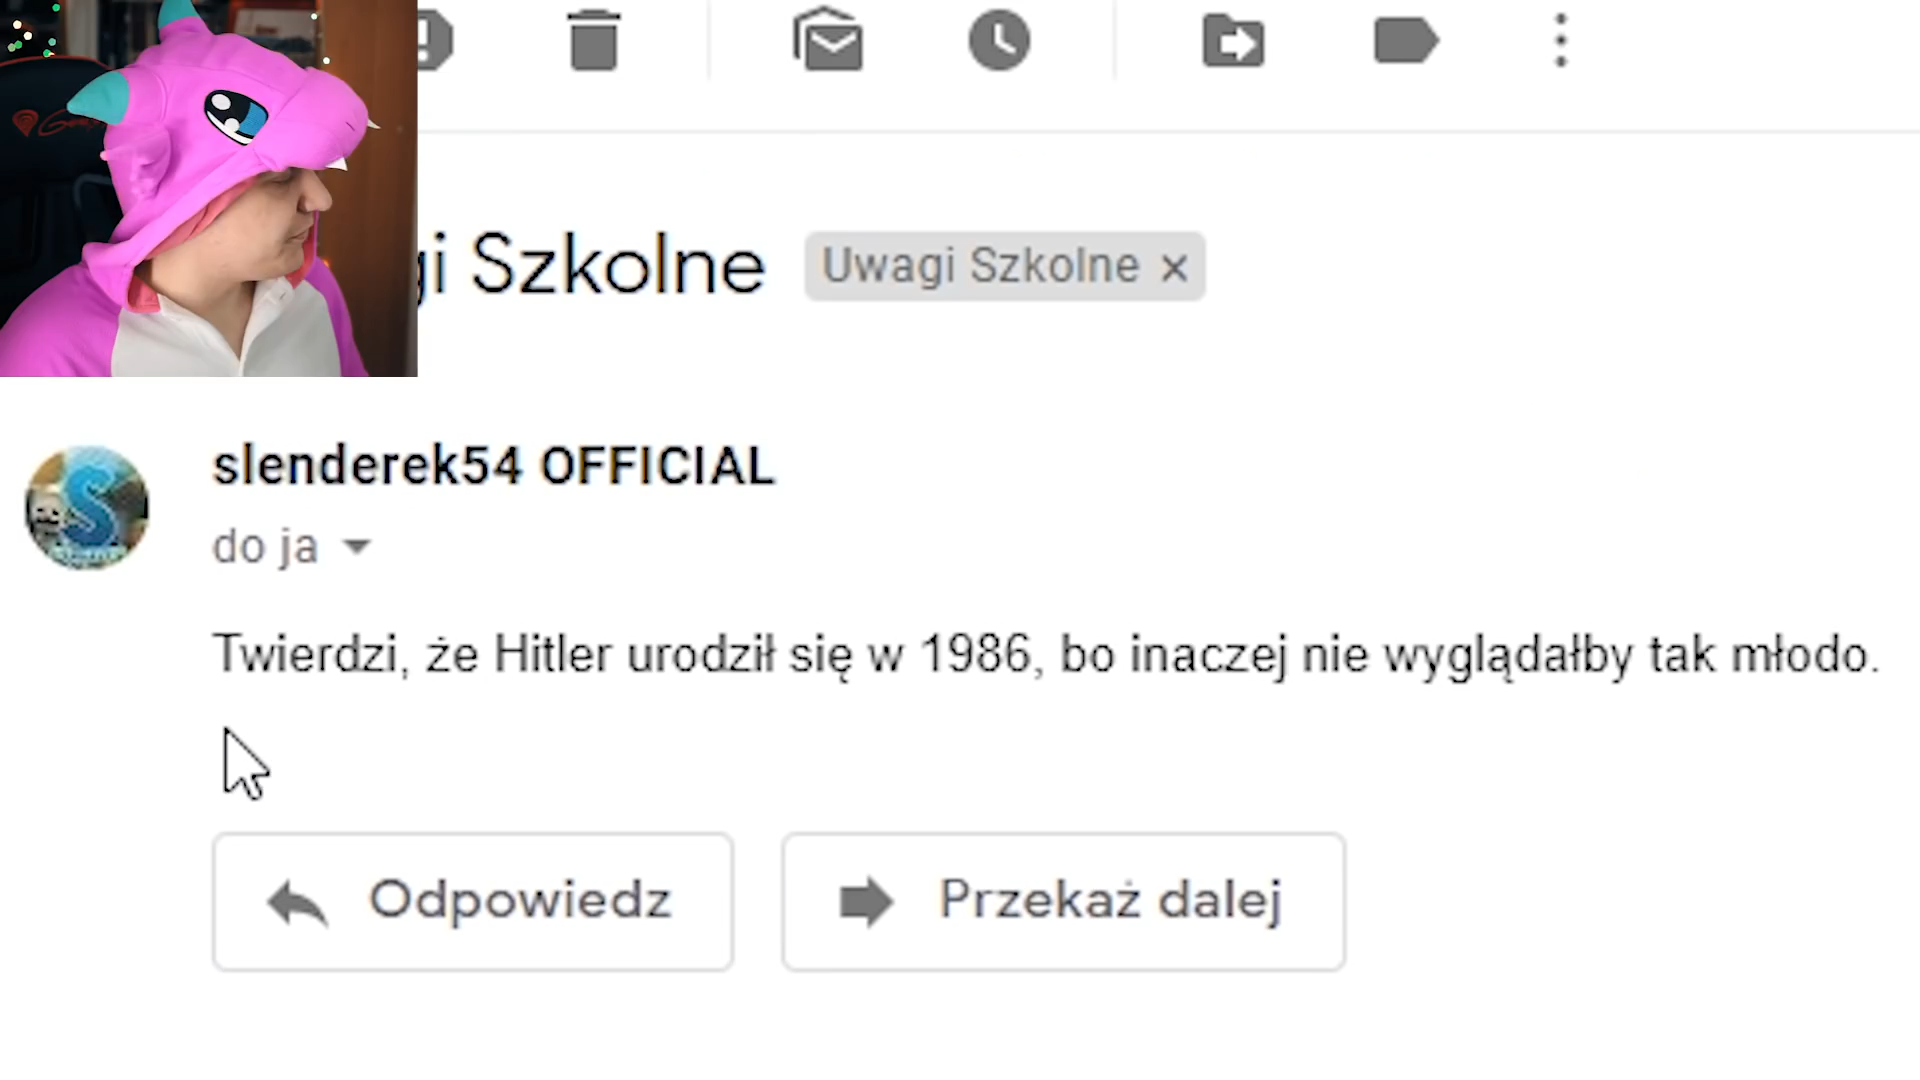 Szkolne
Uwagi Szkolne ×
slenderek54 OFFICIAL
do ja
Twierdzi, że Hitler urodził się w 1986, bo inaczej nie wyglądałby tak młodo.
Odpowiedz
Przekaż dalej